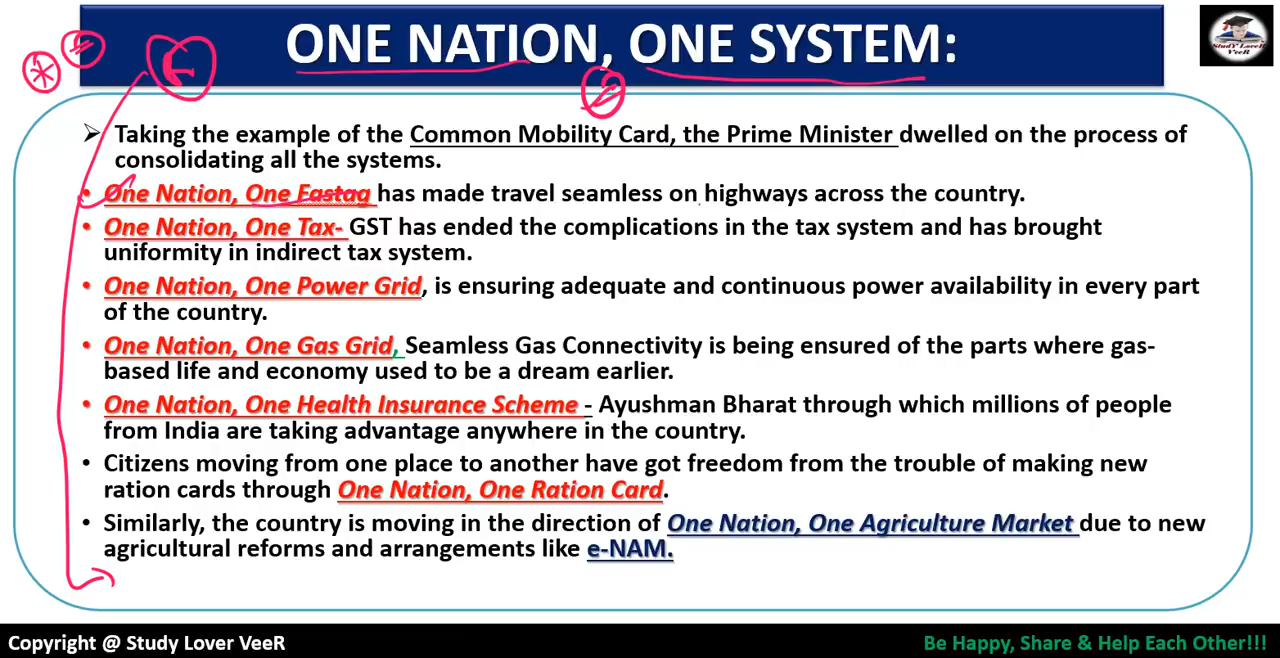 ONE NATION, ONE SYSTEM:
StudY LoveR
VeeR
➢ Taking the example of the Common Mobility Card, the Prime Minister dwelled on the process of
consolidating all the systems.
• One Nation, One Fastag has made travel seamless on highways across the country.
• One Nation, One Tax- GST has ended the complications in the tax system and has brought
uniformity in indirect tax system.
• One Nation, One Power Grid, is ensuring adequate and continuous power availability in every part
of the country.
• One Nation, One Gas Grid, Seamless Gas Connectivity is being ensured of the parts where gas-
based life and economy used to be a dream earlier.
• One Nation, One Health Insurance Scheme - Ayushman Bharat through which millions of people
from India are taking advantage anywhere in the country.
• Citizens moving from one place to another have got freedom from the trouble of making new
ration cards through One Nation, One Ration Card.
• Similarly, the country is moving in the direction of One Nation, One Agriculture Market due to new
agricultural reforms and arrangements like e-NAM.
Copyright @ Study Lover VeeR
Be Happy, Share & Help Each Other!!!